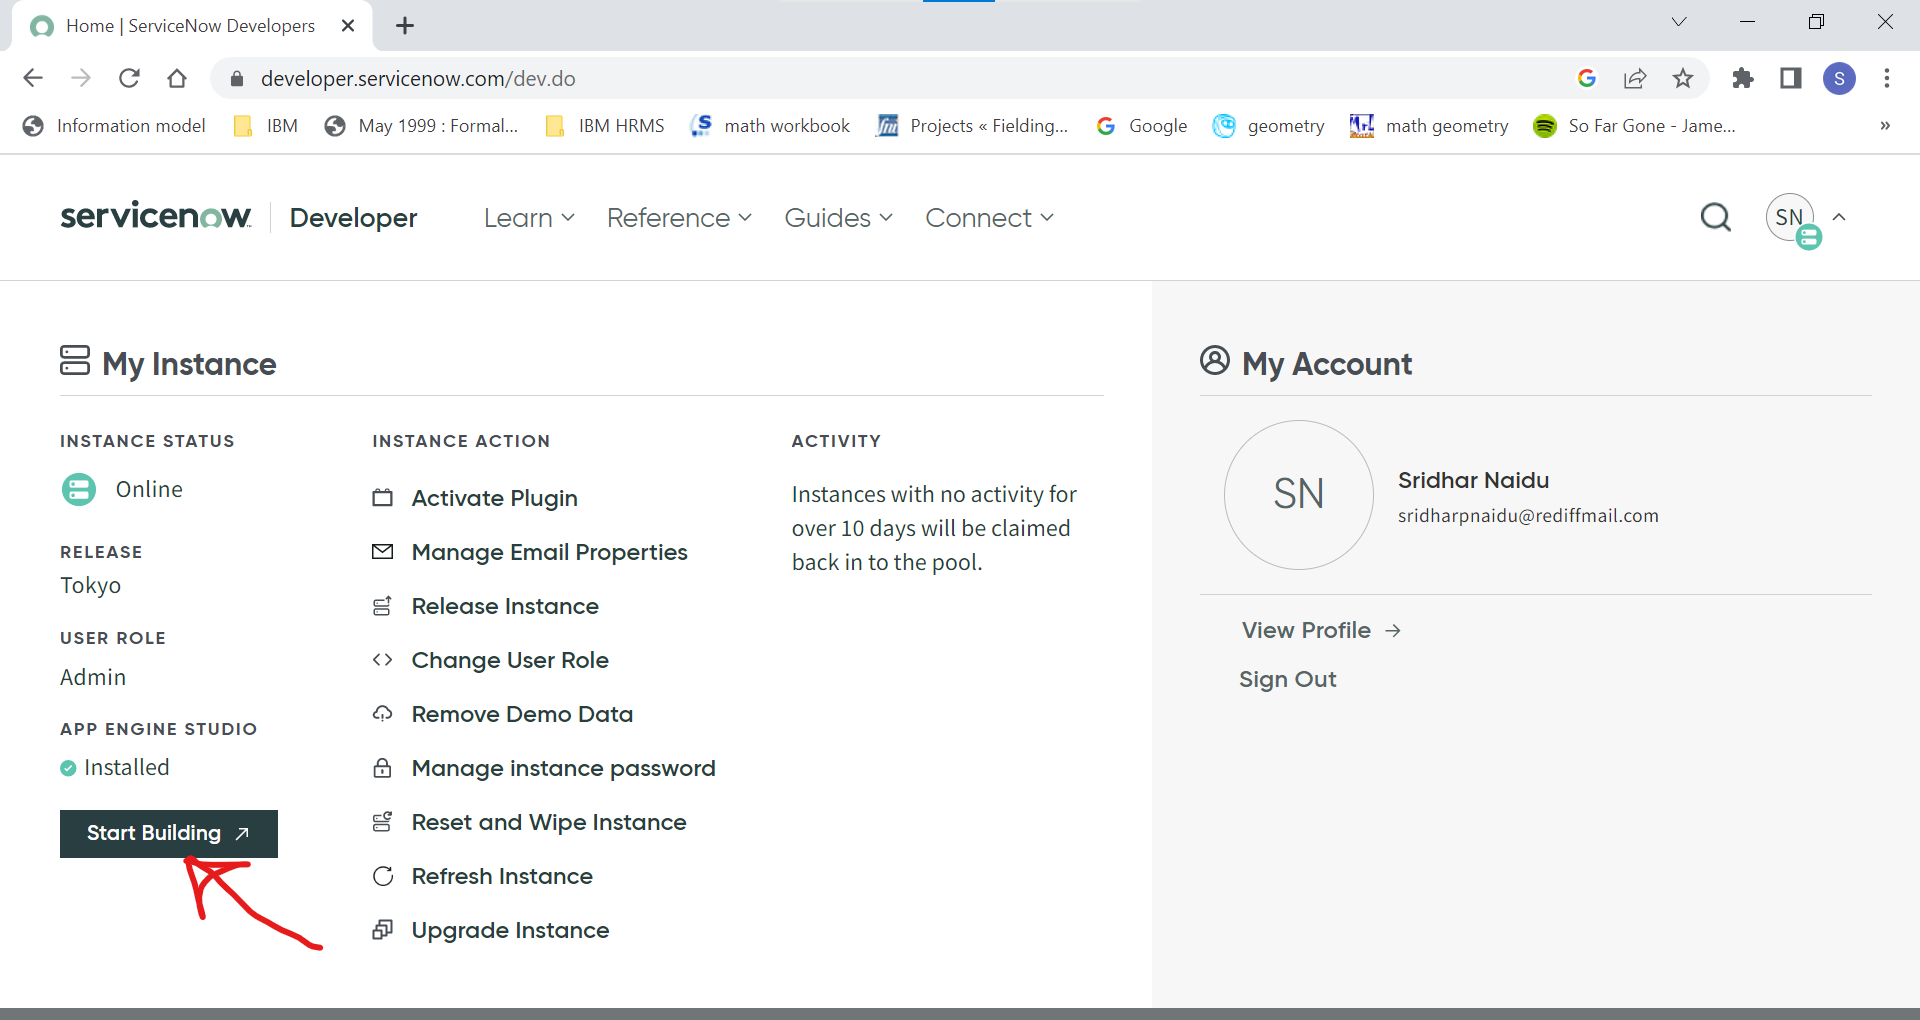 Home | ServiceNow Developers
developer.servicenow.com/dev.do
S
Information model IBM May 1999 : Formal... IBM HRMS math workbook Projects « Fielding... Google geometry math geometry So Far Gone - Jame... »
servicenow Developer Learn Reference Guides Connect SN
My Instance
INSTANCE STATUS
Online
RELEASE
Tokyo
USER ROLE
Admin
APP ENGINE STUDIO
Installed
Start Building
INSTANCE ACTION
Activate Plugin
Manage Email Properties
Release Instance
Change User Role
Remove Demo Data
Manage instance password
Reset and Wipe Instance
Refresh Instance
Upgrade Instance
ACTIVITY
Instances with no activity for
over 10 days will be claimed
back in to the pool.
My Account
SN
Sridhar Naidu
sridharpnaidu@rediffmail.com
View Profile
Sign Out